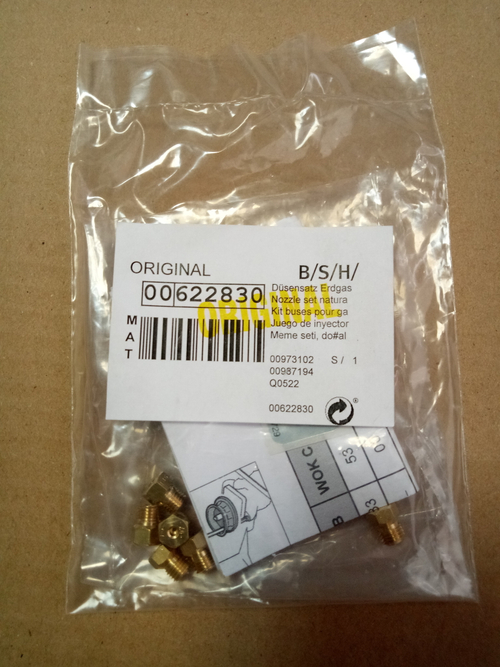 ORIGINAL B/S/H/
00622830
ORIGINAL
Düsensatz Erdgas
Nozzle set natura
Kit buses pour ga
Juego de inyector
Meme seti, do#al
MAT
00973102 S / 1
00987194
Q0522
00622830
WOK C
53
B